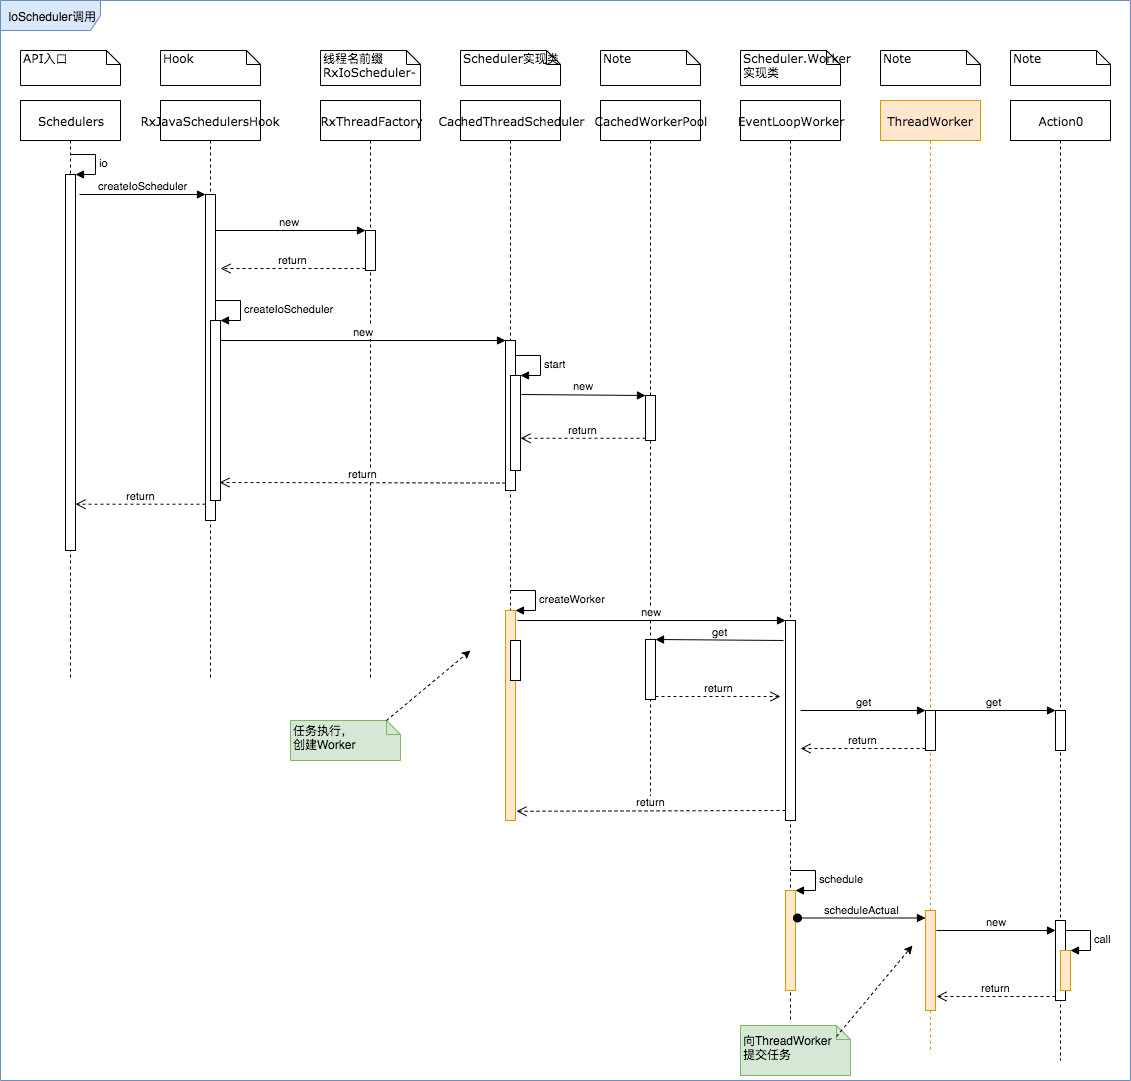 IoScheduler调用
API入口
Hook
线程名前缀
RxIoScheduler-
Scheduler实现类
Note
Scheduler.Worker
实现类
Note
Note
Schedulers
RxJavaSchedulersHook
RxThreadFactory
CachedThreadScheduler
CachedWorkerPool
EventLoopWorker
ThreadWorker
Action0
io
createIoScheduler
new
return
createIoScheduler
new
start
new
return
return
return
createWorker
new
get
return
get
get
return
任务执行，
创建Worker
return
schedule
scheduleActual
new
call
return
向ThreadWorker
提交任务